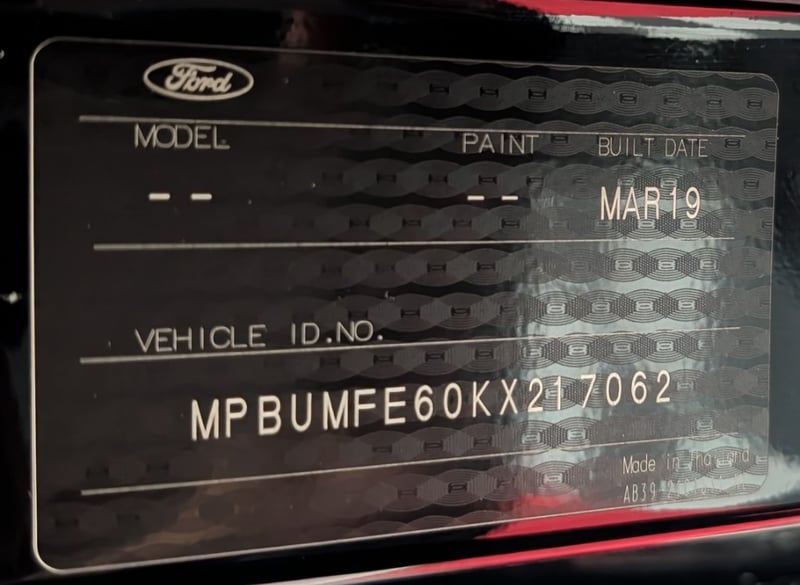 Ford
MODEL PAINT BUILT DATE
-- -- MAR19
VEHICLE ID.NO.
MPBUMFE60KX217062
Made in Thailand